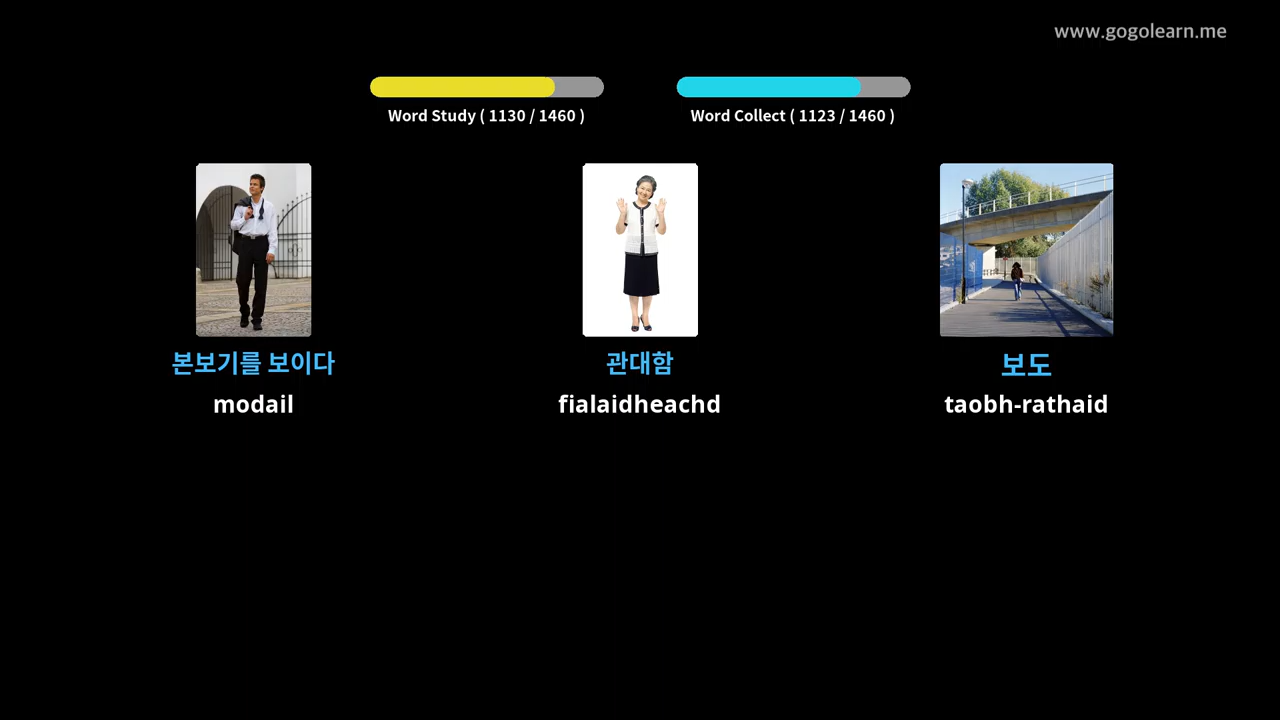 www.gogolearn.me
Word Study ( 1130 / 1460 )
Word Collect ( 1123 / 1460 )
본보기를 보이다
관대함
보도
modail
fialaidheachd
taobh-rathaid